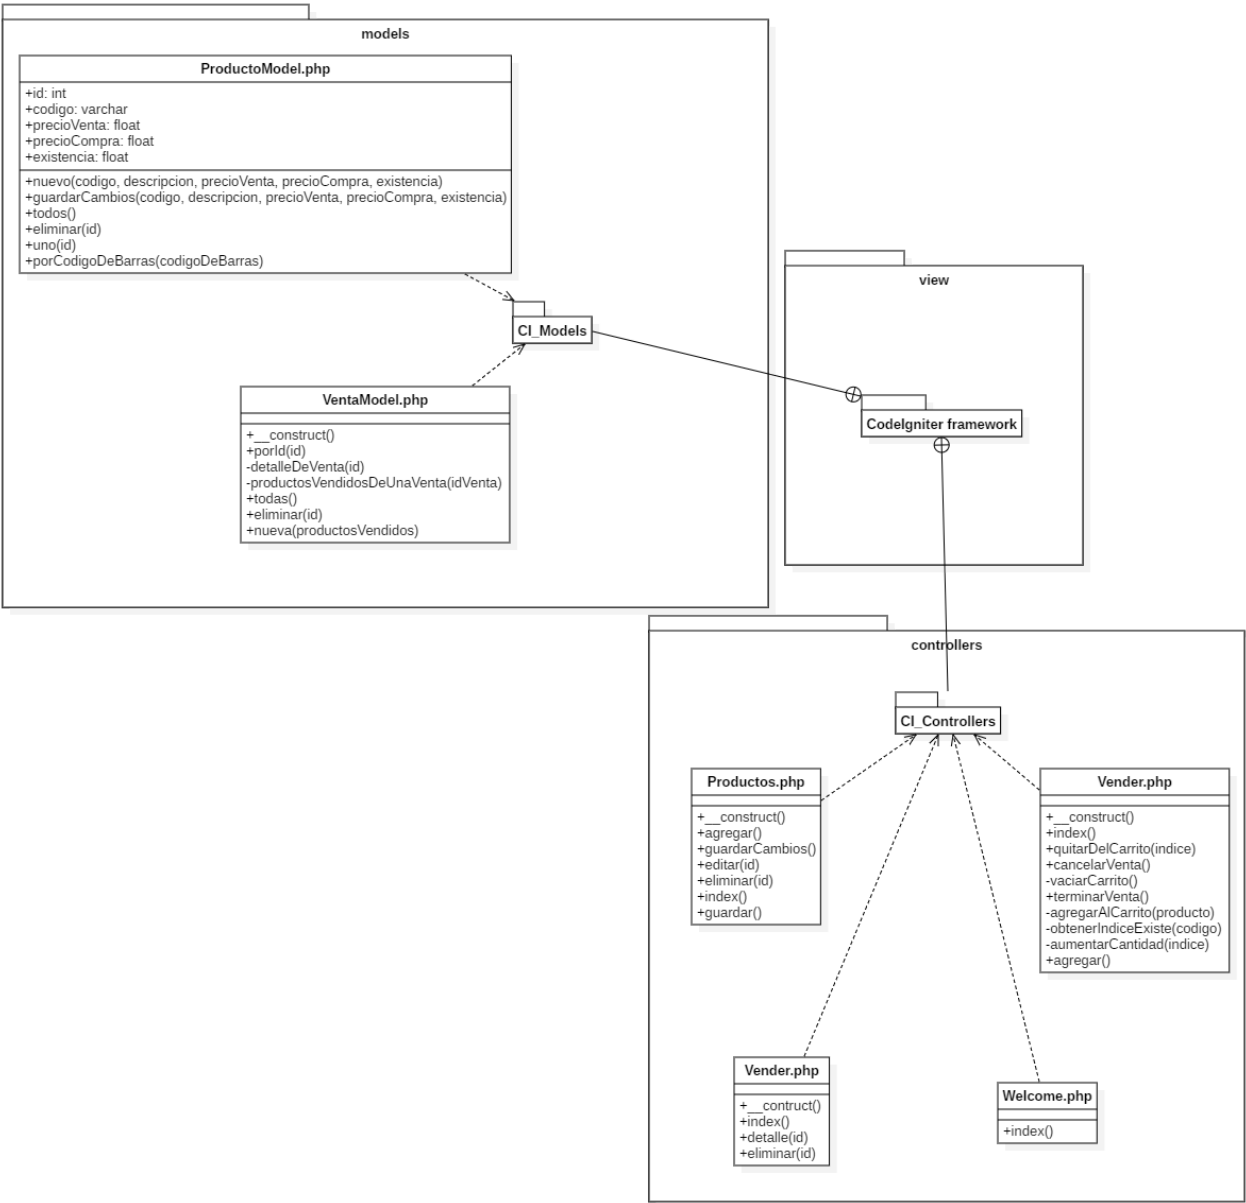 models
ProductoModel.php
+id: int
+codigo: varchar
+precioVenta: float
+precioCompra: float
+existencia: float
+nuevo(codigo, descripcion, precioVenta, precioCompra, existencia)
+guardarCambios(codigo, descripcion, precioVenta, precioCompra, existencia)
+todos()
+eliminar(id)
+uno(id)
+porCodigoDeBarras(codigoDeBarras)
CI_Models
VentaModel.php
+__construct()
+porId(id)
-detalleDeVenta(id)
-productosVendidosDeUnaVenta(idVenta)
+todas()
+eliminar(id)
+nueva(productosVendidos)
view
CodeIgniter framework
controllers
CI_Controllers
Productos.php
+__construct()
+agregar()
+guardarCambios()
+editar(id)
+eliminar(id)
+index()
+guardar()
Vender.php
+__construct()
+index()
+quitarDelCarrito(indice)
+cancelarVenta()
-vaciarCarrito()
+terminarVenta()
-agregarAlCarrito(producto)
-obtenerIndiceExiste(codigo)
-aumentarCantidad(indice)
+agregar()
Vender.php
+__contruct()
+index()
+detalle(id)
+eliminar(id)
Welcome.php
+index()